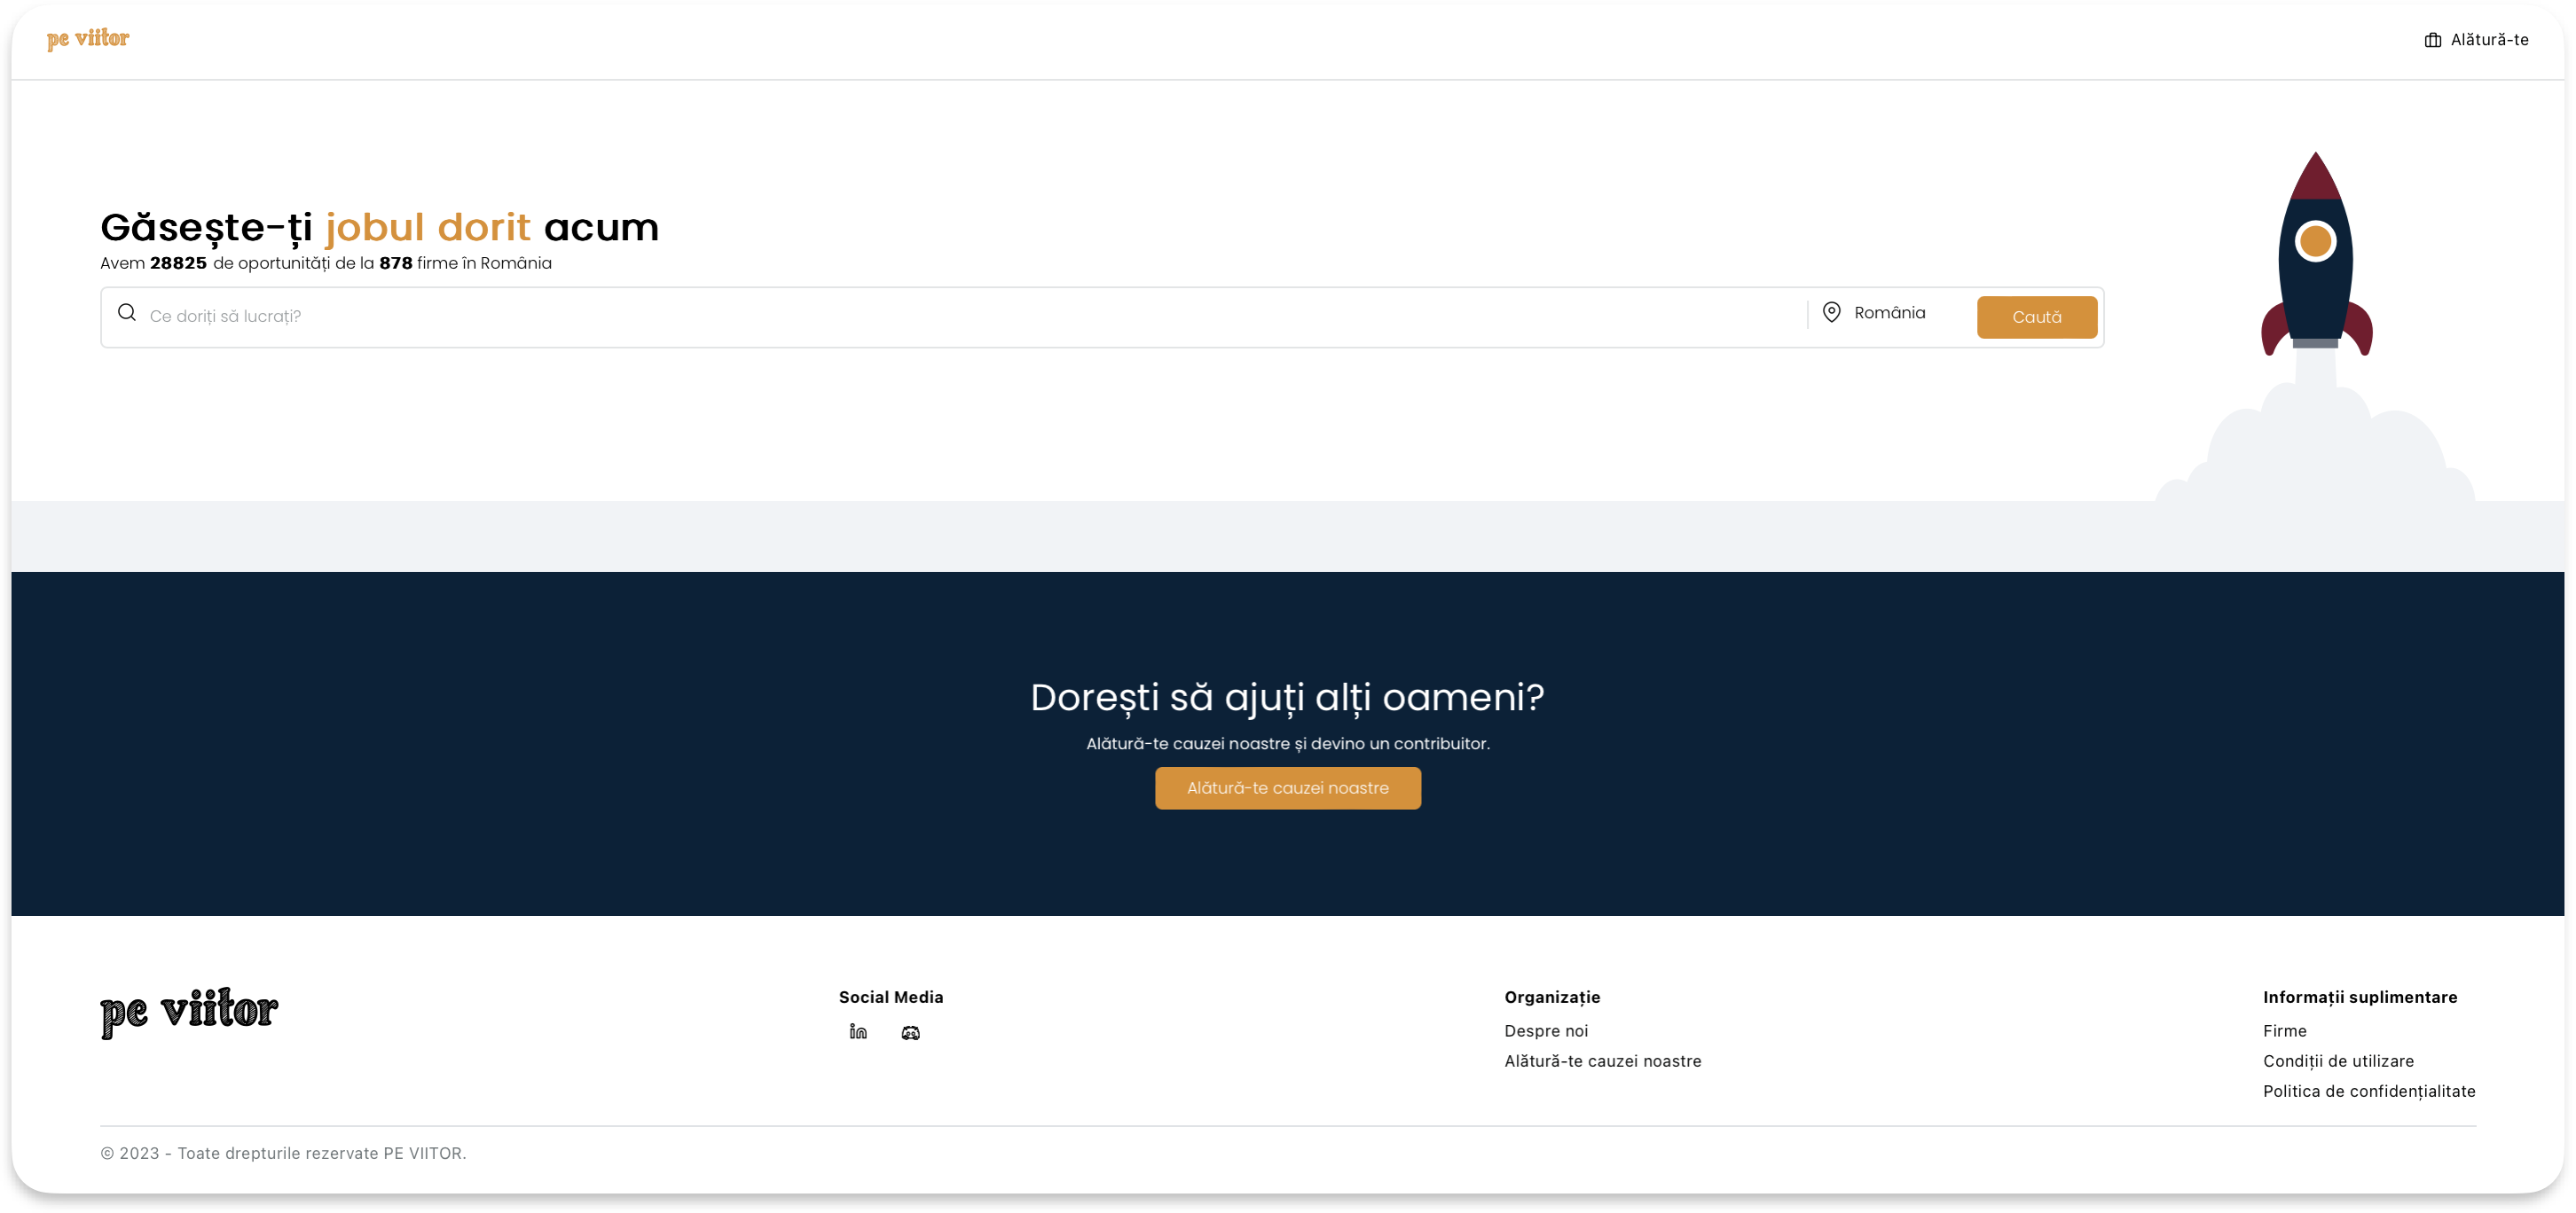 pe viitor
Alătură-te
Găsește-ți jobul dorit acum
Avem 28825 de oportunități de la 878 firme în România
Ce doriți să lucrați?
România
Caută
Dorești să ajuți alți oameni?
Alătură-te cauzei noastre și devino un contribuitor.
Alătură-te cauzei noastre
pe viitor
Social Media
Organizație
Despre noi
Alătură-te cauzei noastre
Informații suplimentare
Firme
Condiții de utilizare
Politica de confidențialitate
© 2023 - Toate drepturile rezervate PE VIITOR.